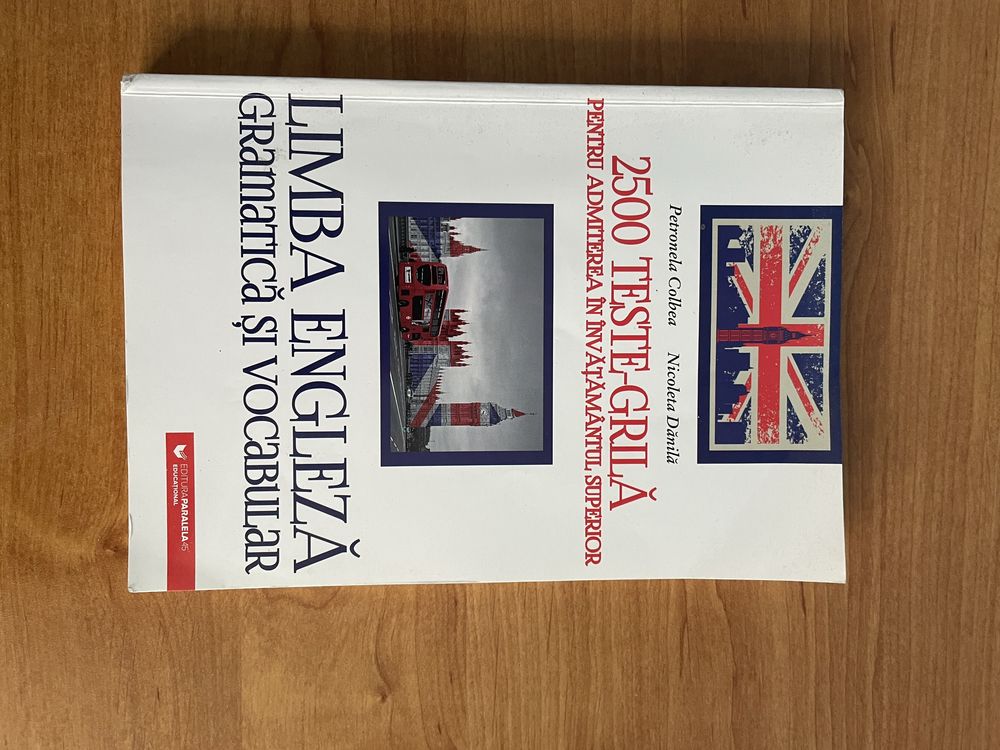 Petronela Colbea    Nicoleta Dănilă
2500 TESTE-GRILĂ
PENTRU ADMITEREA ÎN ÎNVĂȚĂMÂNTUL SUPERIOR
LIMBA ENGLEZĂ
GRamaTICĂ ȘI VOCaBULaR
EDITURA PARALELA 45
EDUCAȚIONAL